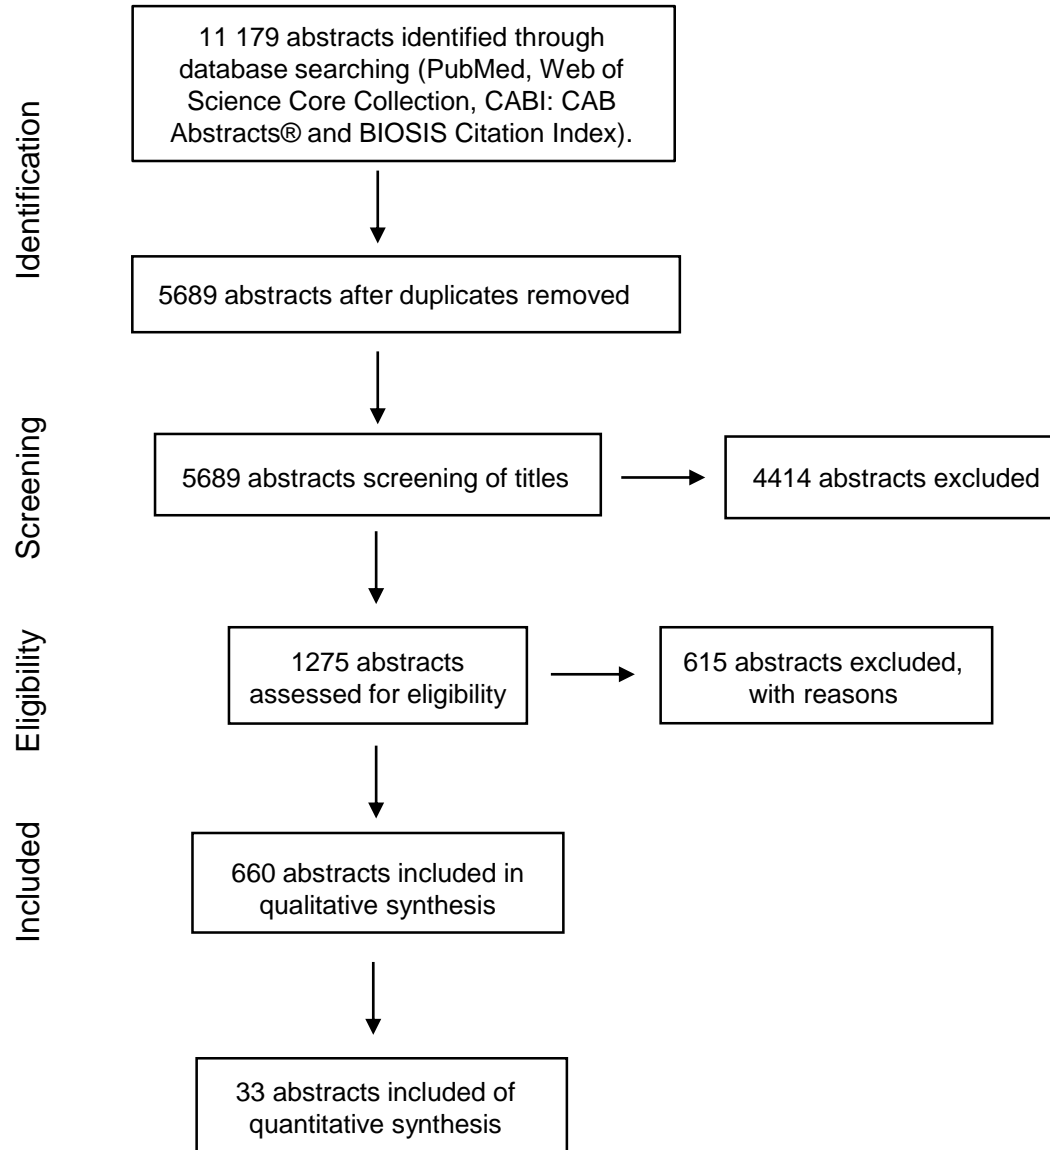 11 179 abstracts identified through
database searching (PubMed, Web of
Science Core Collection, CABI: CAB
Abstracts® and BIOSIS Citation Index).
Identification
5689 abstracts after duplicates removed
Screening
5689 abstracts screening of titles
4414 abstracts excluded
Eligibility
1275 abstracts
assessed for eligibility
615 abstracts excluded,
with reasons
Included
660 abstracts included in
qualitative synthesis
33 abstracts included of
quantitative synthesis